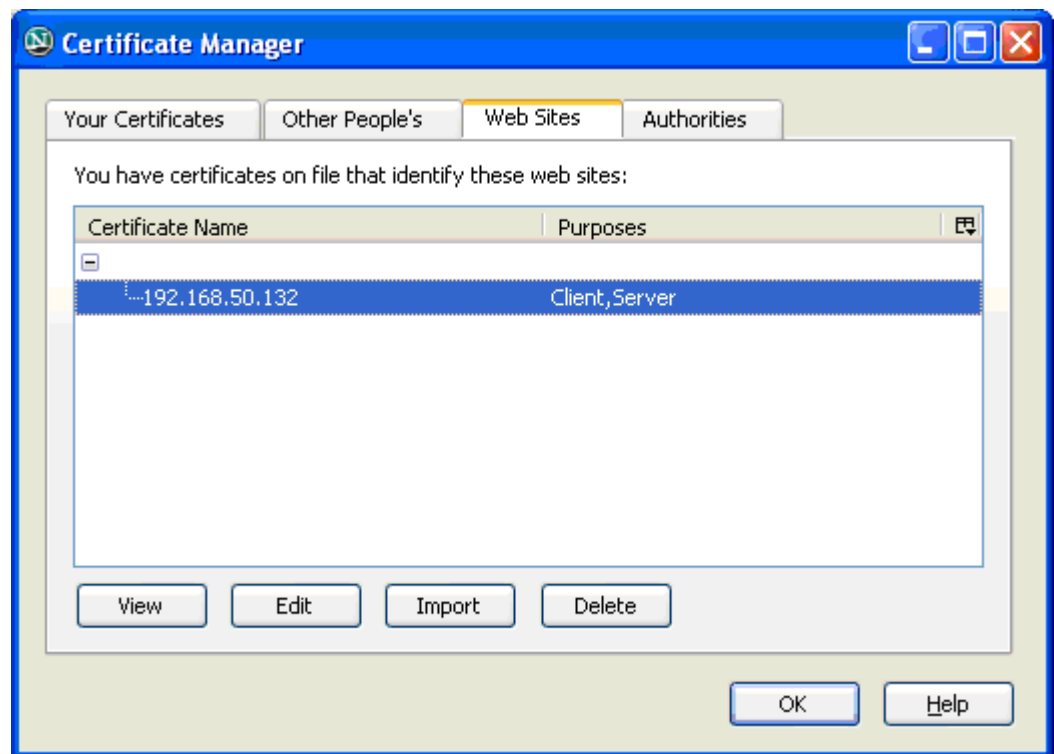 Certificate Manager
Your Certificates Other People's Web Sites Authorities
You have certificates on file that identify these web sites:
Certificate Name Purposes
192.168.50.132 Client,Server
View Edit Import Delete
OK Help